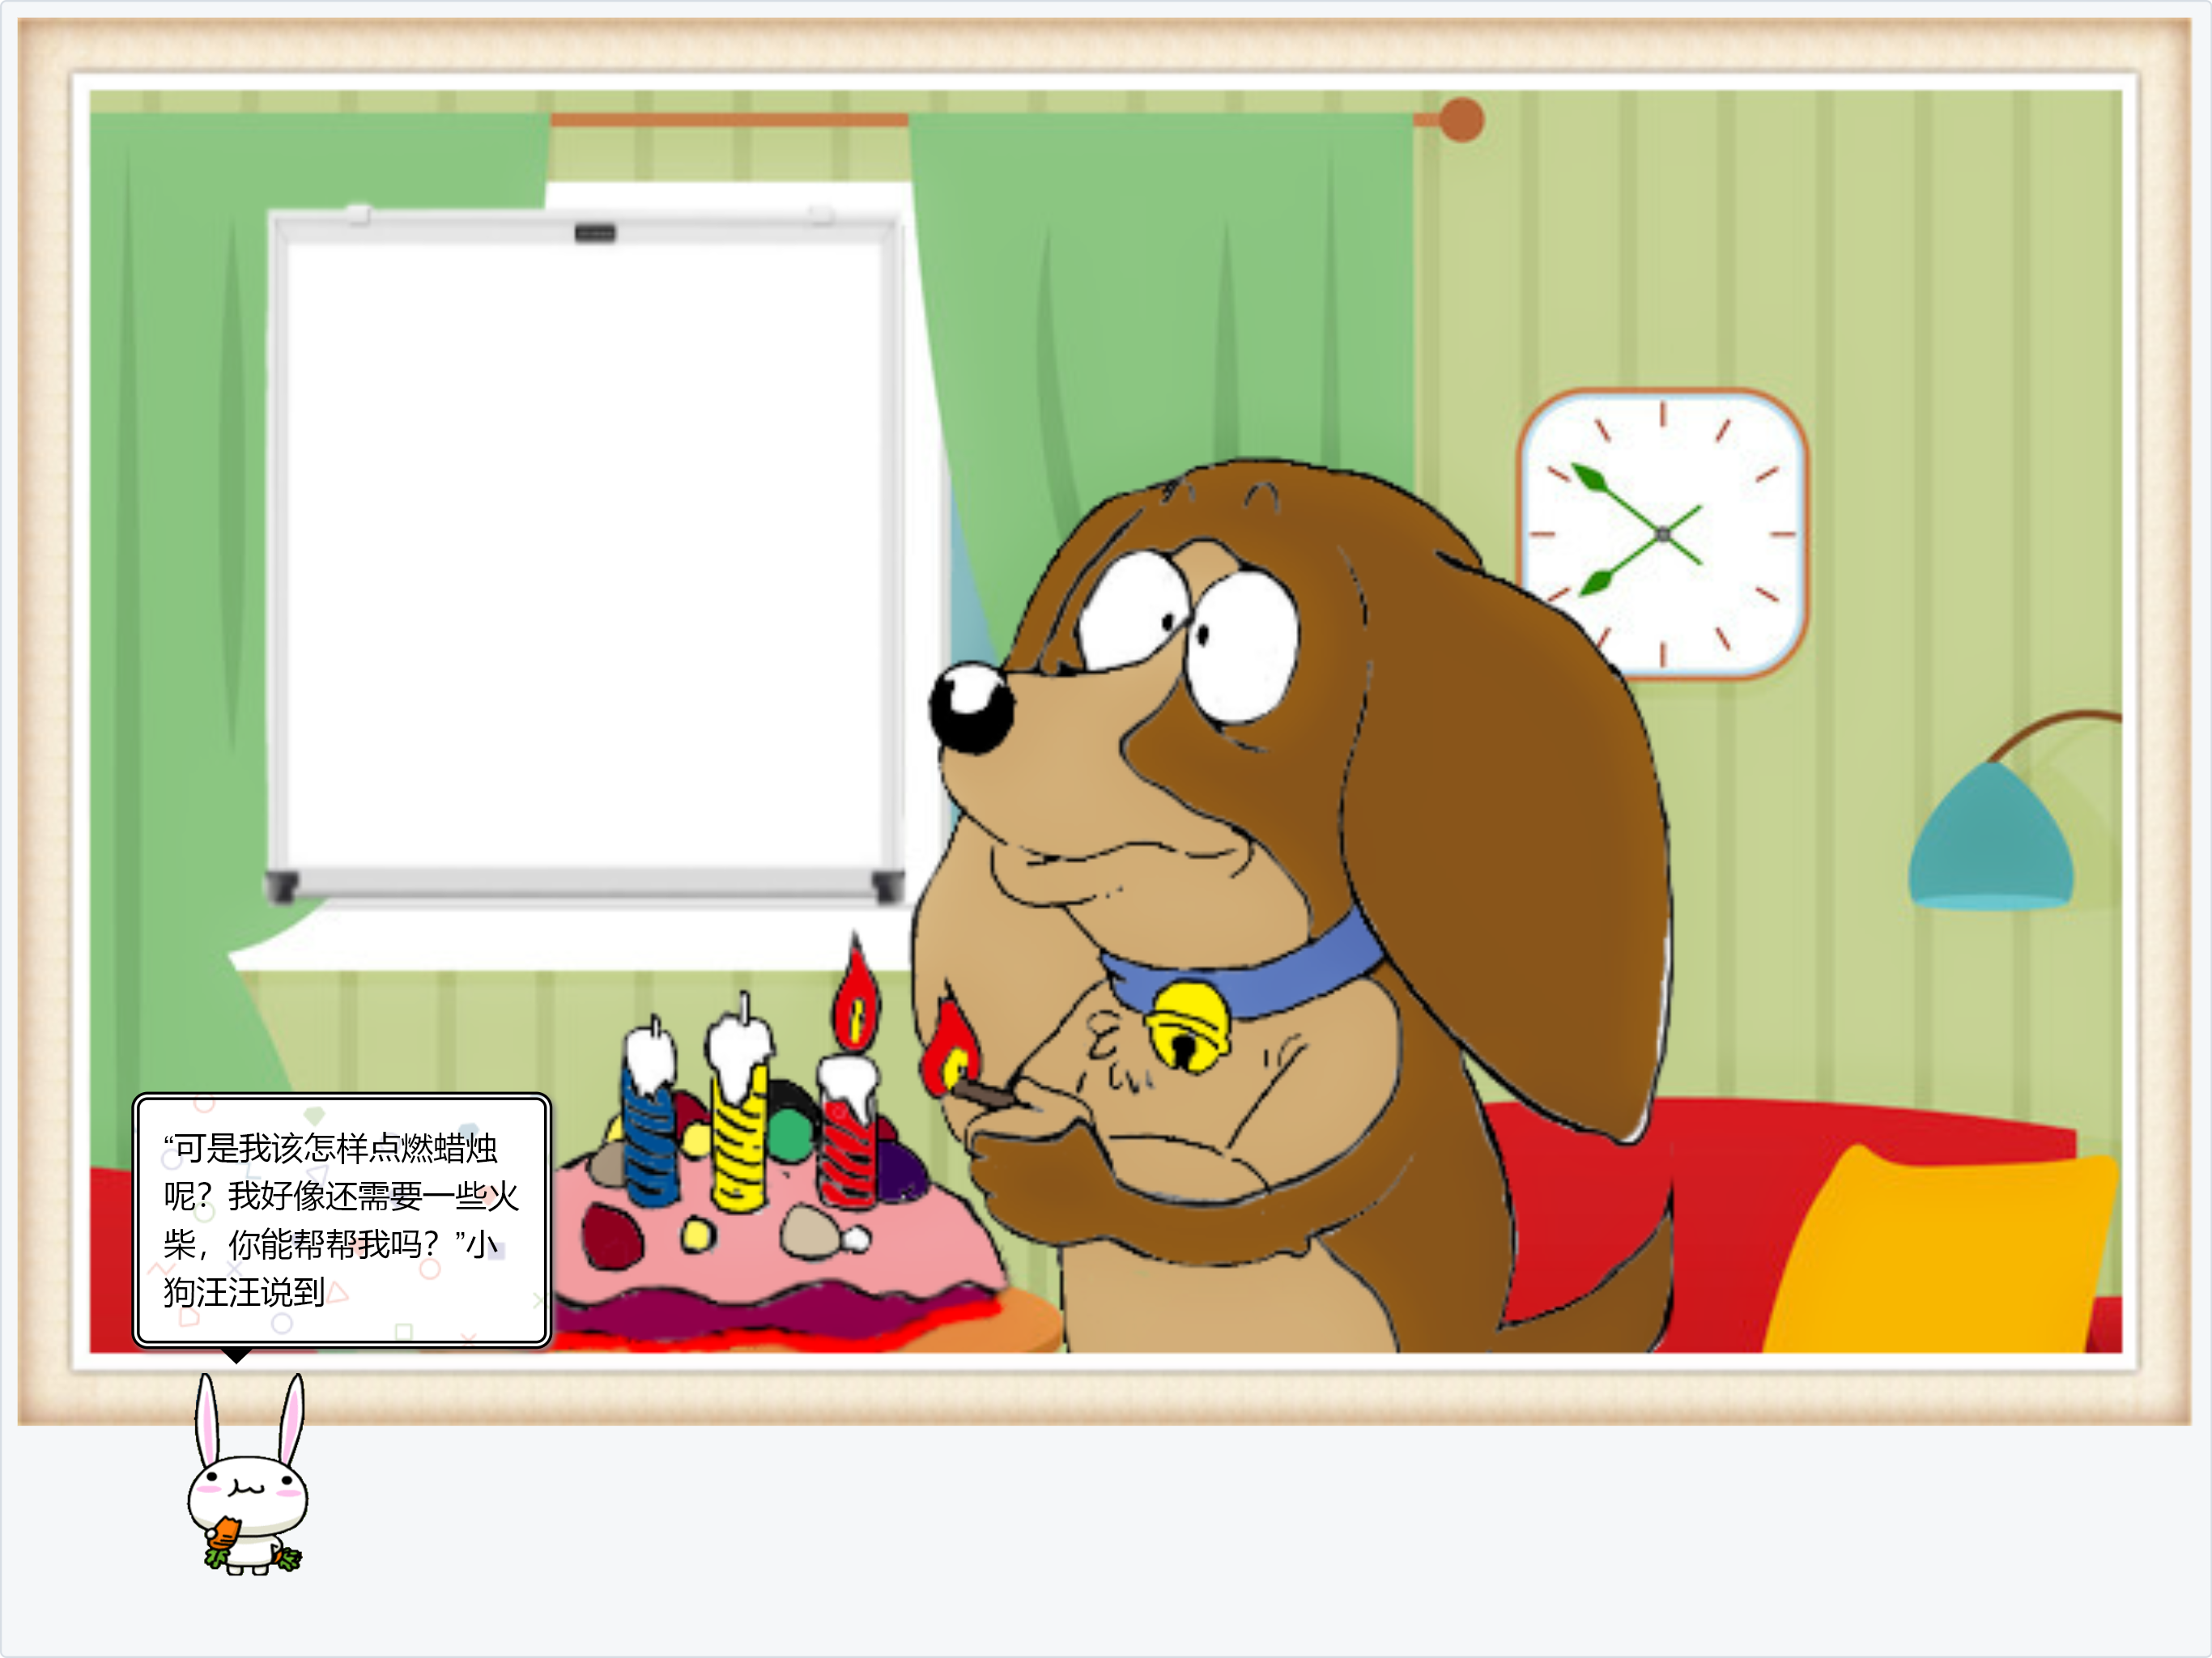 “可是我该怎样点燃蜡烛
呢？我好像还需要一些火
柴，你能帮帮我吗？”小
狗汪汪说到